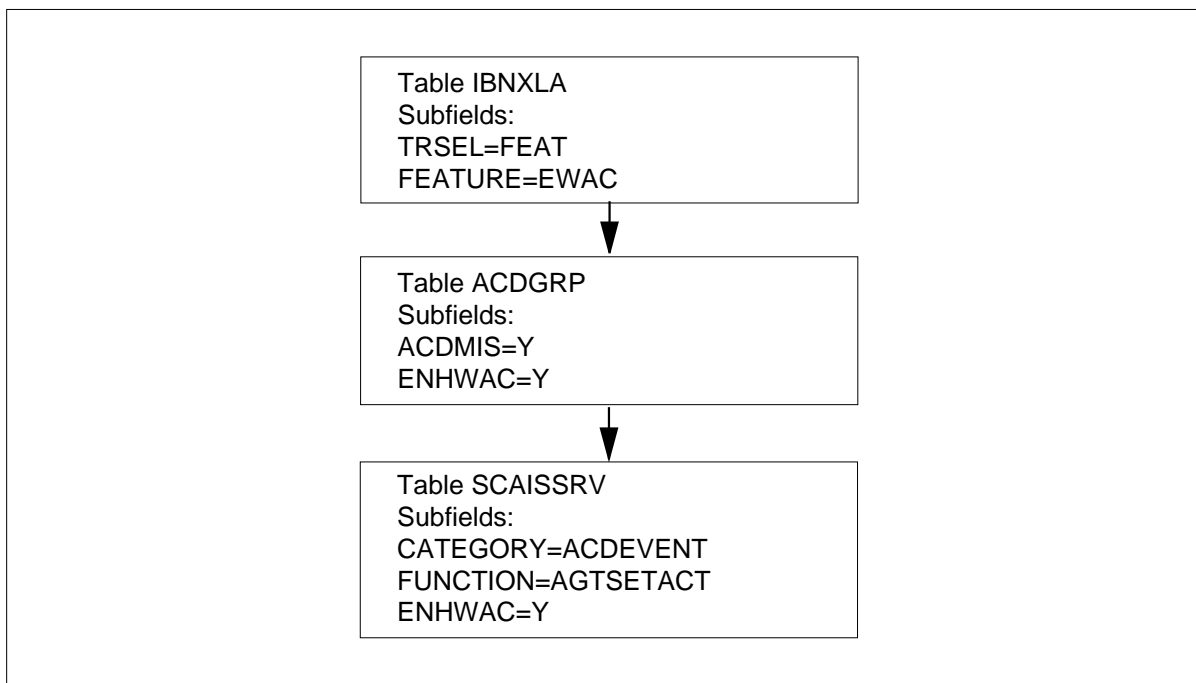 Table IBNXLA
Subfields:
TRSEL=FEAT
FEATURE=EWAC
Table ACDGRP
Subfields:
ACDMIS=Y
ENHWAC=Y
Table SCAISSRV
Subfields:
CATEGORY=ACDEVENT
FUNCTION=AGTSETACT
ENHWAC=Y